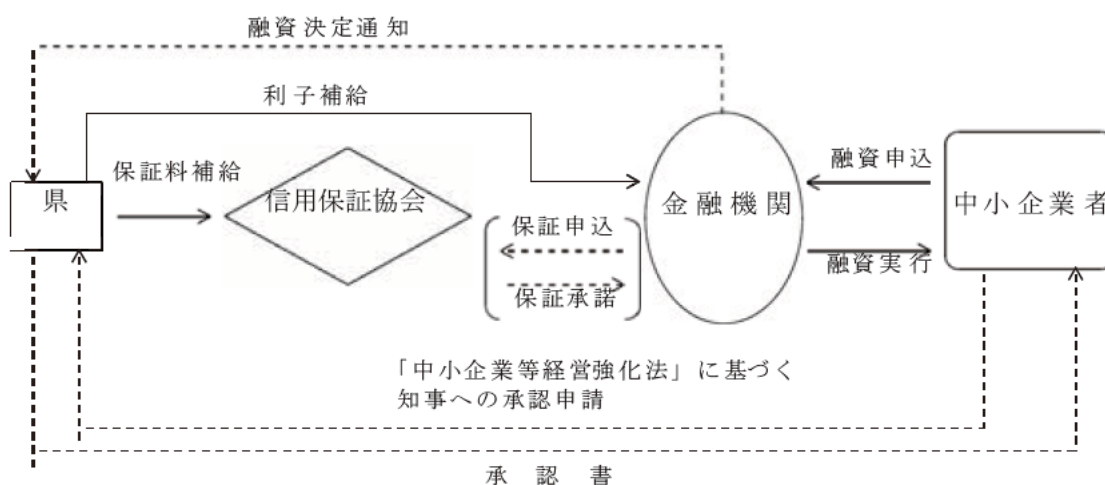 融資決定通知
利子補給
保証料補給
県
信用保証協会
保証申込
保証承諾
金融機関
融資申込
融資実行
中小企業者
「中小企業等経営強化法」に基づく
知事への承認申請
承認書